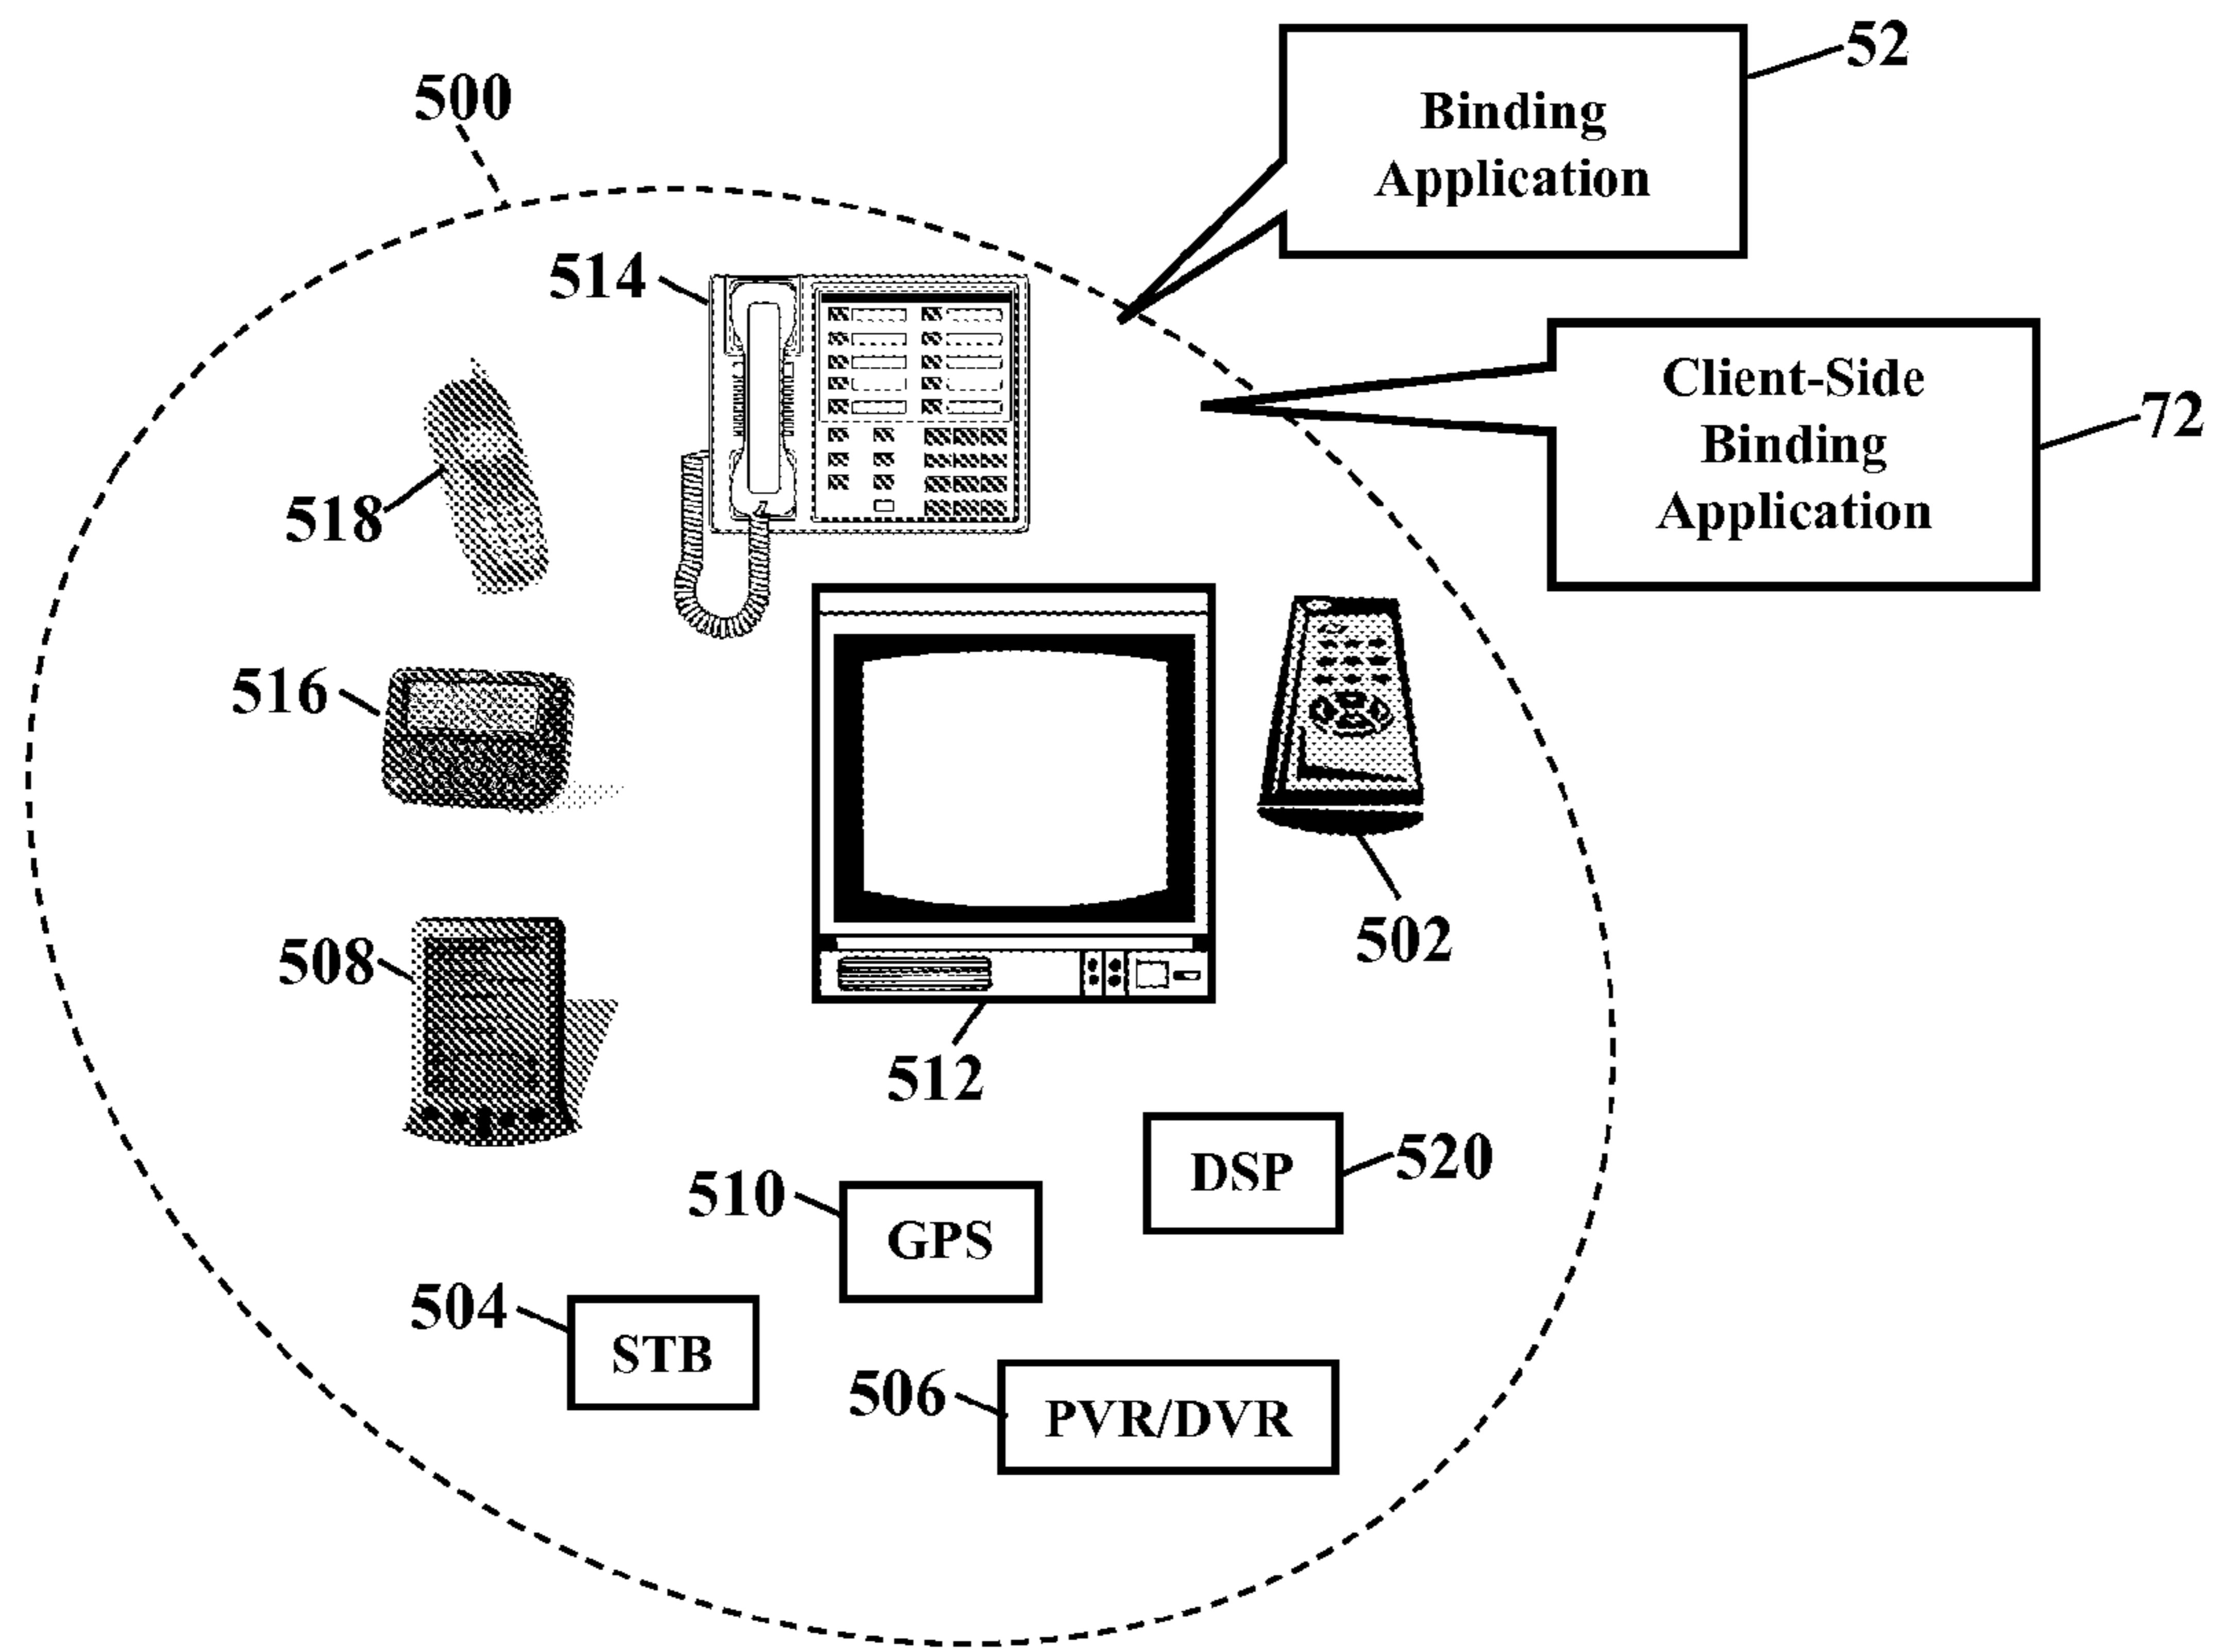 52
Binding
Application
500
514
Client-Side
Binding
Application
72
518
516
502
508
512
DSP
520
510
GPS
504
STB
506
PVR/DVR